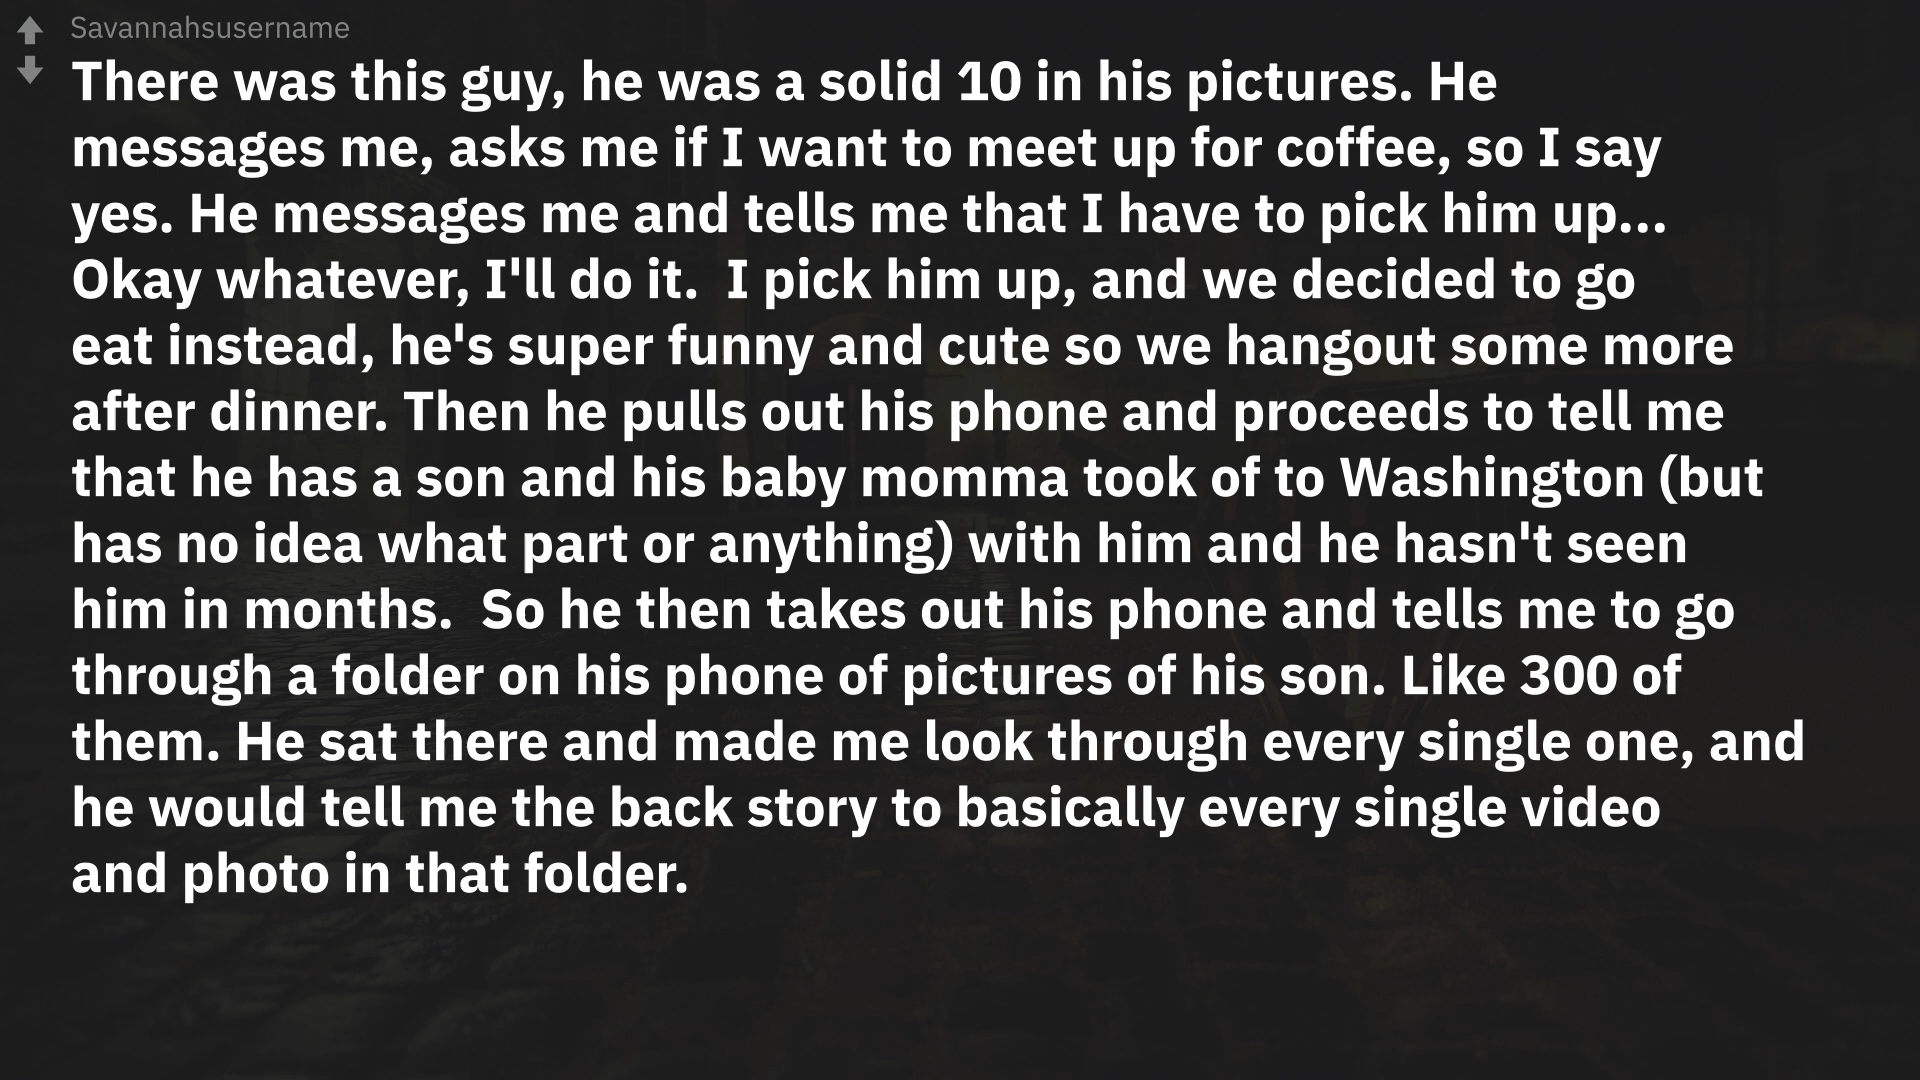 Savannahsusername
There was this guy, he was a solid 10 in his pictures. He
messages me, asks me if I want to meet up for coffee, so I say
yes. He messages me and tells me that I have to pick him up...
Okay whatever, I'll do it.  I pick him up, and we decided to go
eat instead, he's super funny and cute so we hangout some more
after dinner. Then he pulls out his phone and proceeds to tell me
that he has a son and his baby momma took of to Washington (but
has no idea what part or anything) with him and he hasn't seen
him in months.  So he then takes out his phone and tells me to go
through a folder on his phone of pictures of his son. Like 300 of
them. He sat there and made me look through every single one, and
he would tell me the back story to basically every single video
and photo in that folder.